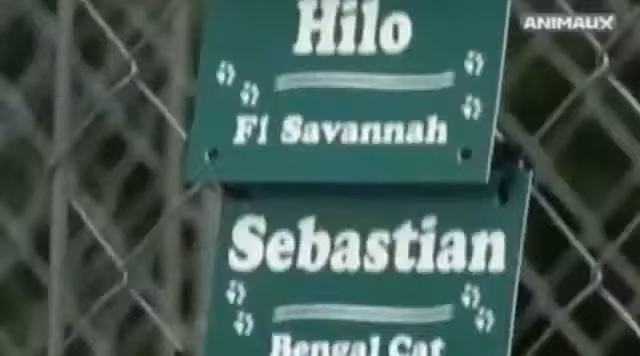 ANIMAUX
Hilo
F1 Savannah
Sebastian
Bengal Cat